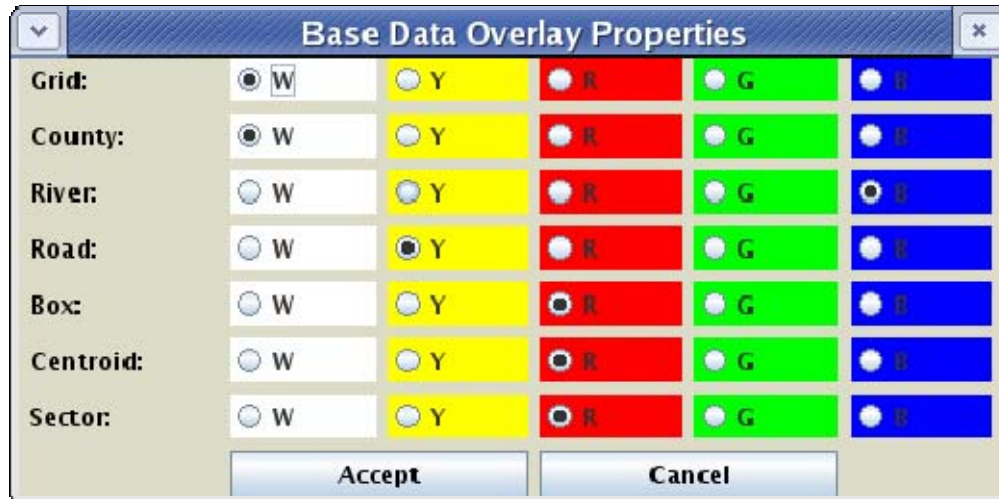 Base Data Overlay Properties
Grid: W Y R G B
County: W Y R G B
River: W Y R G B
Road: W Y R G B
Box: W Y R G B
Centroid: W Y R G B
Sector: W Y R G B
Accept Cancel